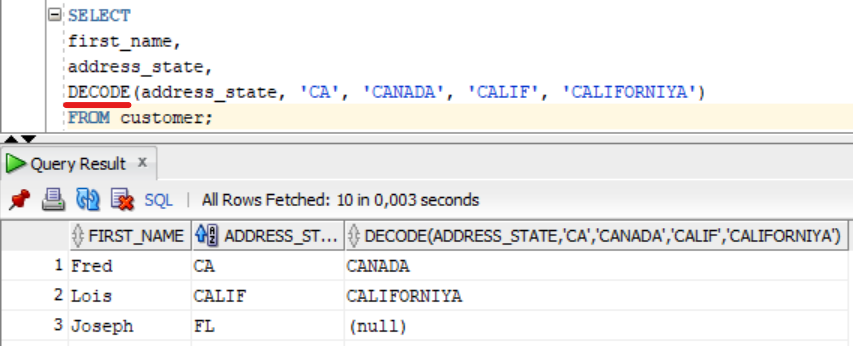 SELECT
first_name,
address_state,
DECODE(address_state, 'CA', 'CANADA', 'CALIF', 'CALIFORNIYA')
FROM customer;
Query Result x
SQL | All Rows Fetched: 10 in 0,003 seconds
FIRST_NAME ADDRESS_ST... DECODE(ADDRESS_STATE,'CA','CANADA','CALIF','CALIFORNIYA')
1 Fred CA CANADA
2 Lois CALIF CALIFORNIYA
3 Joseph FL (null)